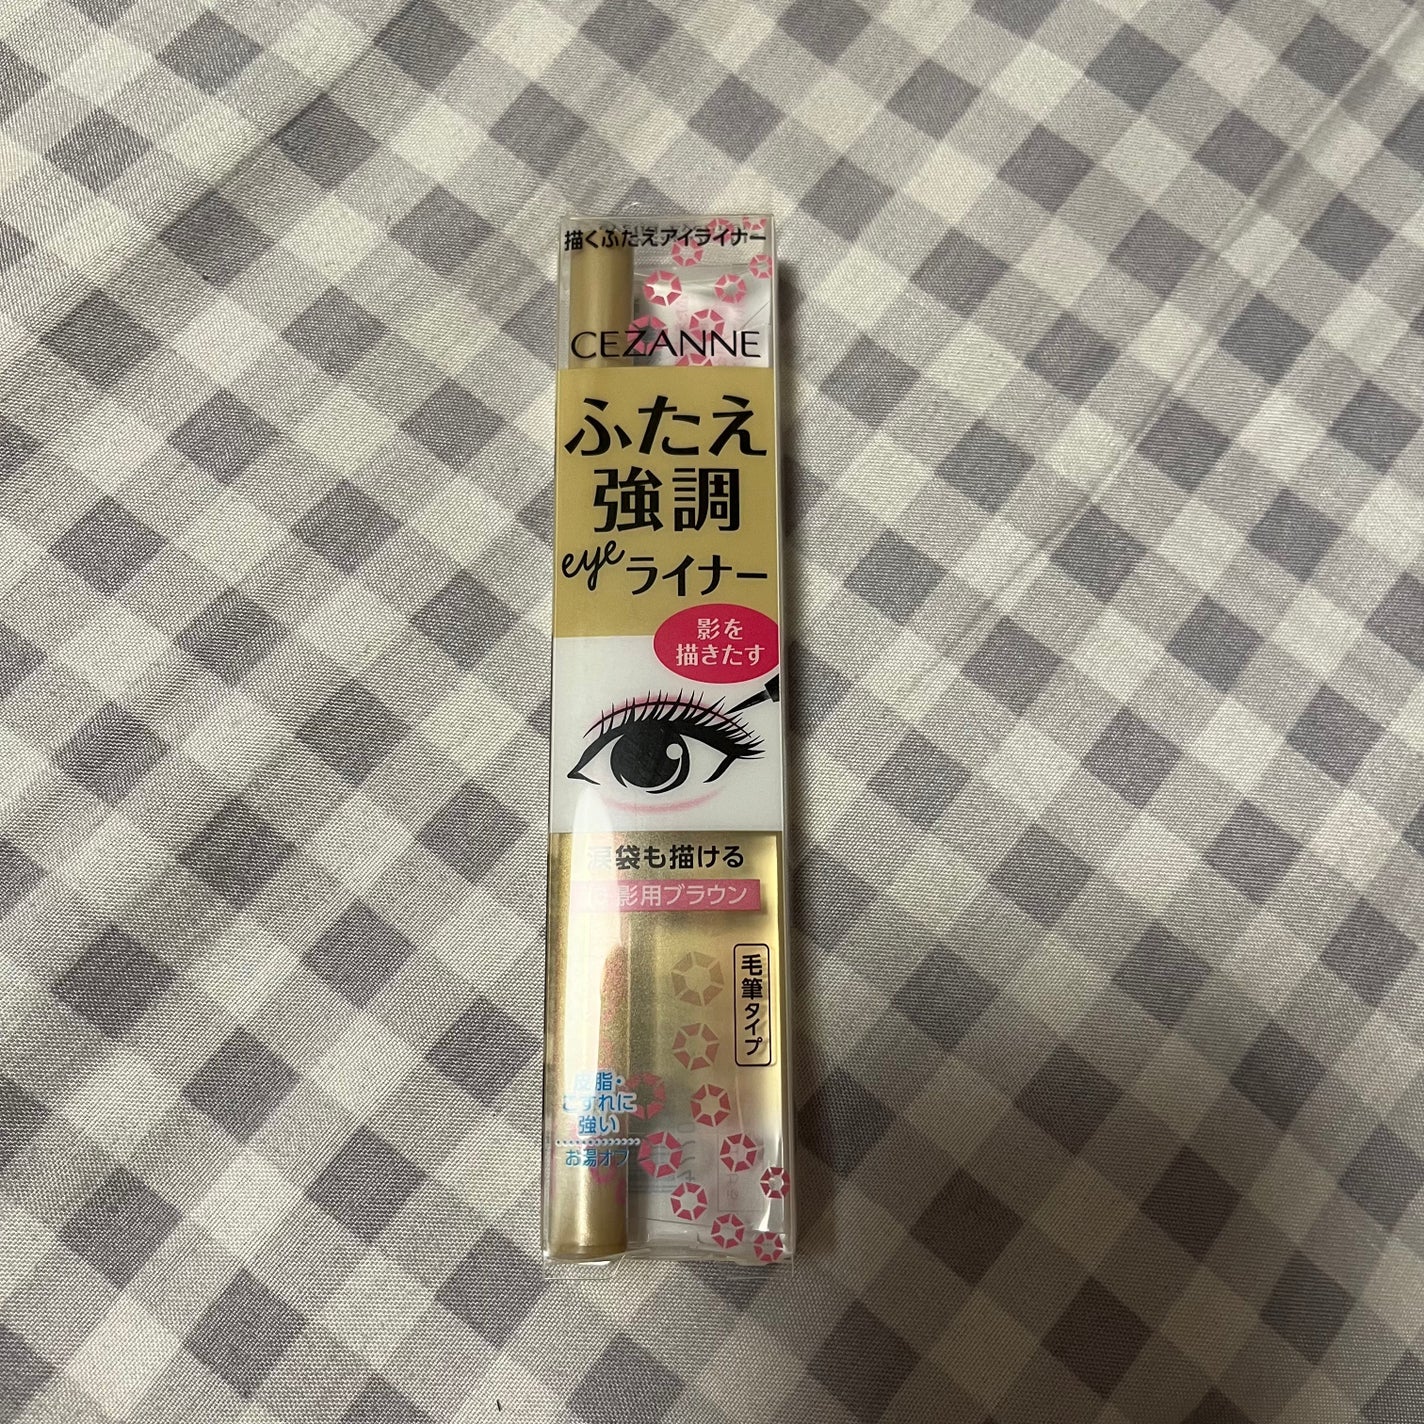 描くふたえアイライナー
CEZANNE
ふたえ
強調
eyeライナー
影を
描きたす
涙袋も描ける
影用ブラウン
毛筆タイプ
皮脂・
こすれに
強い
お湯オフ